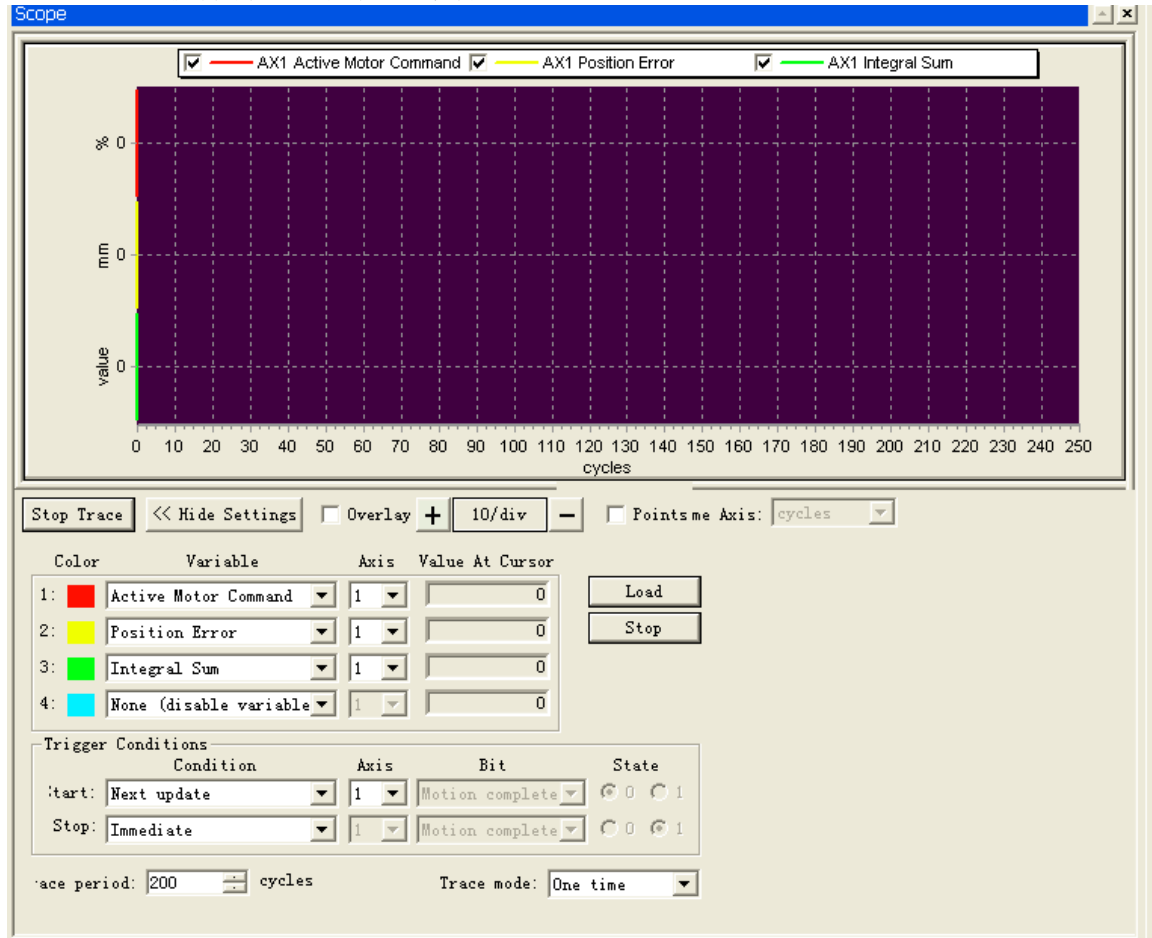 Scope
AX1 Active Motor Command AX1 Position Error AX1 Integral Sum
% 0
mm 0
value 0
0 10 20 30 40 50 60 70 80 90 100 110 120 130 140 150 160 170 180 190 200 210 220 230 240 250
cycles
Stop Trace << Hide Settings Overlay + 10/div - Points me Axis: cycles
Color Variable Axis Value At Cursor
1: Active Motor Command 1 0 Load
2: Position Error 1 0 Stop
3: Integral Sum 1 0
4: None (disable variable 1 0
Trigger Conditions
Condition Axis Bit State
tart: Next update 1 Motion complete 0 1
Stop: Immediate 1 Motion complete 0 1
ace period: 200 cycles Trace mode: One time